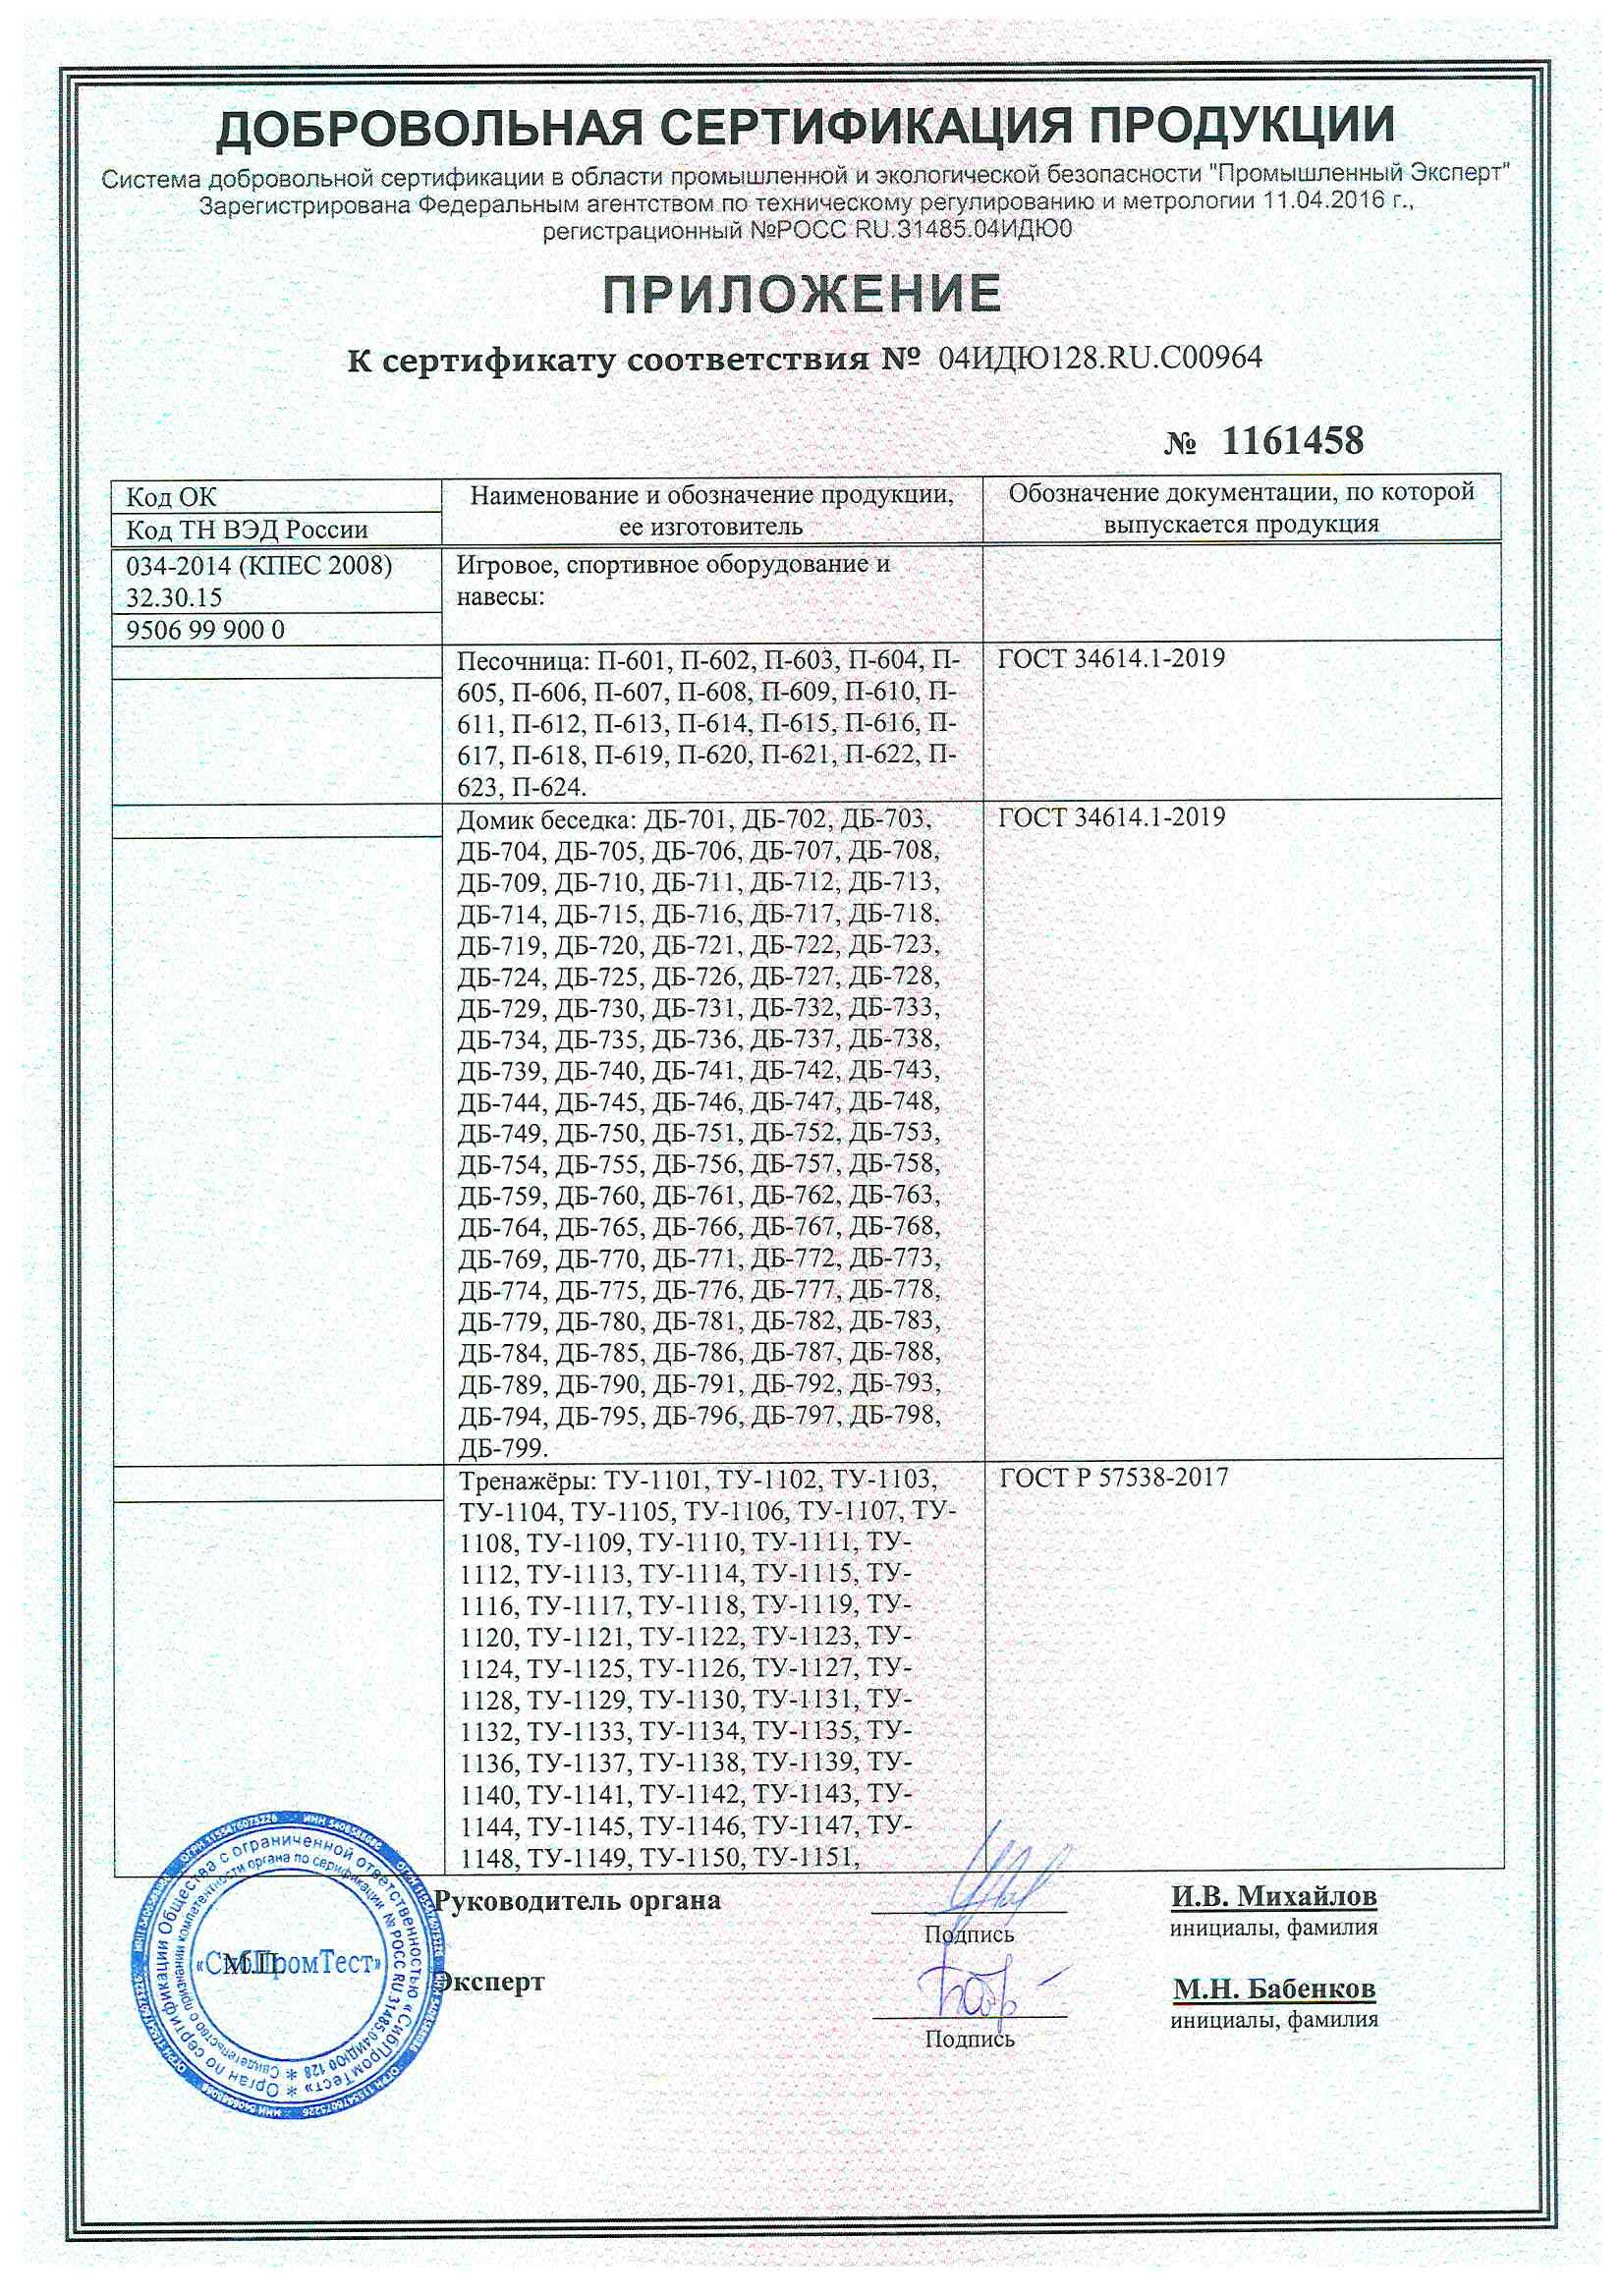 ДОБРОВОЛЬНАЯ СЕРТИФИКАЦИЯ ПРОДУКЦИИ
Система добровольной сертификации в области промышленной и экологической безопасности "Промышленный Эксперт"
Зарегистрирована Федеральным агентством по техническому регулированию и метрологии 11.04.2016 г.,
регистрационный №РОСС RU.31485.04ИДЮ0
ПРИЛОЖЕНИЕ
К сертификату соответствия № 04ИДЮ128.RU.С00964
№ 1161458
Код ОК
Код ТН ВЭД России
Наименование и обозначение продукции,
ее изготовитель
Обозначение документации, по которой
выпускается продукция
034-2014 (КПЕС 2008)
32.30.15
9506 99 900 0
Игровое, спортивное оборудование и
навесы:
Песочница: П-601, П-602, П-603, П-604, П-
605, П-606, П-607, П-608, П-609, П-610, П-
611, П-612, П-613, П-614, П-615, П-616, П-
617, П-618, П-619, П-620, П-621, П-622, П-
623, П-624.
ГОСТ 34614.1-2019
Домик беседка: ДБ-701, ДБ-702, ДБ-703,
ДБ-704, ДБ-705, ДБ-706, ДБ-707, ДБ-708,
ДБ-709, ДБ-710, ДБ-711, ДБ-712, ДБ-713,
ДБ-714, ДБ-715, ДБ-716, ДБ-717, ДБ-718,
ДБ-719, ДБ-720, ДБ-721, ДБ-722, ДБ-723,
ДБ-724, ДБ-725, ДБ-726, ДБ-727, ДБ-728,
ДБ-729, ДБ-730, ДБ-731, ДБ-732, ДБ-733,
ДБ-734, ДБ-735, ДБ-736, ДБ-737, ДБ-738,
ДБ-739, ДБ-740, ДБ-741, ДБ-742, ДБ-743,
ДБ-744, ДБ-745, ДБ-746, ДБ-747, ДБ-748,
ДБ-749, ДБ-750, ДБ-751, ДБ-752, ДБ-753,
ДБ-754, ДБ-755, ДБ-756, ДБ-757, ДБ-758,
ДБ-759, ДБ-760, ДБ-761, ДБ-762, ДБ-763,
ДБ-764, ДБ-765, ДБ-766, ДБ-767, ДБ-768,
ДБ-769, ДБ-770, ДБ-771, ДБ-772, ДБ-773,
ДБ-774, ДБ-775, ДБ-776, ДБ-777, ДБ-778,
ДБ-779, ДБ-780, ДБ-781, ДБ-782, ДБ-783,
ДБ-784, ДБ-785, ДБ-786, ДБ-787, ДБ-788,
ДБ-789, ДБ-790, ДБ-791, ДБ-792, ДБ-793,
ДБ-794, ДБ-795, ДБ-796, ДБ-797, ДБ-798,
ДБ-799.
ГОСТ 34614.1-2019
Тренажёры: ТУ-1101, ТУ-1102, ТУ-1103,
ТУ-1104, ТУ-1105, ТУ-1106, ТУ-1107, ТУ-
1108, ТУ-1109, ТУ-1110, ТУ-1111, ТУ-
1112, ТУ-1113, ТУ-1114, ТУ-1115, ТУ-
1116, ТУ-1117, ТУ-1118, ТУ-1119, ТУ-
1120, ТУ-1121, ТУ-1122, ТУ-1123, ТУ-
1124, ТУ-1125, ТУ-1126, ТУ-1127, ТУ-
1128, ТУ-1129, ТУ-1130, ТУ-1131, ТУ-
1132, ТУ-1133, ТУ-1134, ТУ-1135, ТУ-
1136, ТУ-1137, ТУ-1138, ТУ-1139, ТУ-
1140, ТУ-1141, ТУ-1142, ТУ-1143, ТУ-
1144, ТУ-1145, ТУ-1146, ТУ-1147, ТУ-
1148, ТУ-1149, ТУ-1150, ТУ-1151,
ГОСТ Р 57538-2017
Руководитель органа
Подпись
И.В. Михайлов
инициалы, фамилия
М.П.
Эксперт
Подпись
М.Н. Бабенков
инициалы, фамилия
«СибПромТест»
Орган по сертификации Общества с ограниченной ответственностью «СибПромТест» *
Свидетельство о признании компетентности органа по серификации № РОСС RU.31485.04ИДЮ0 128 *